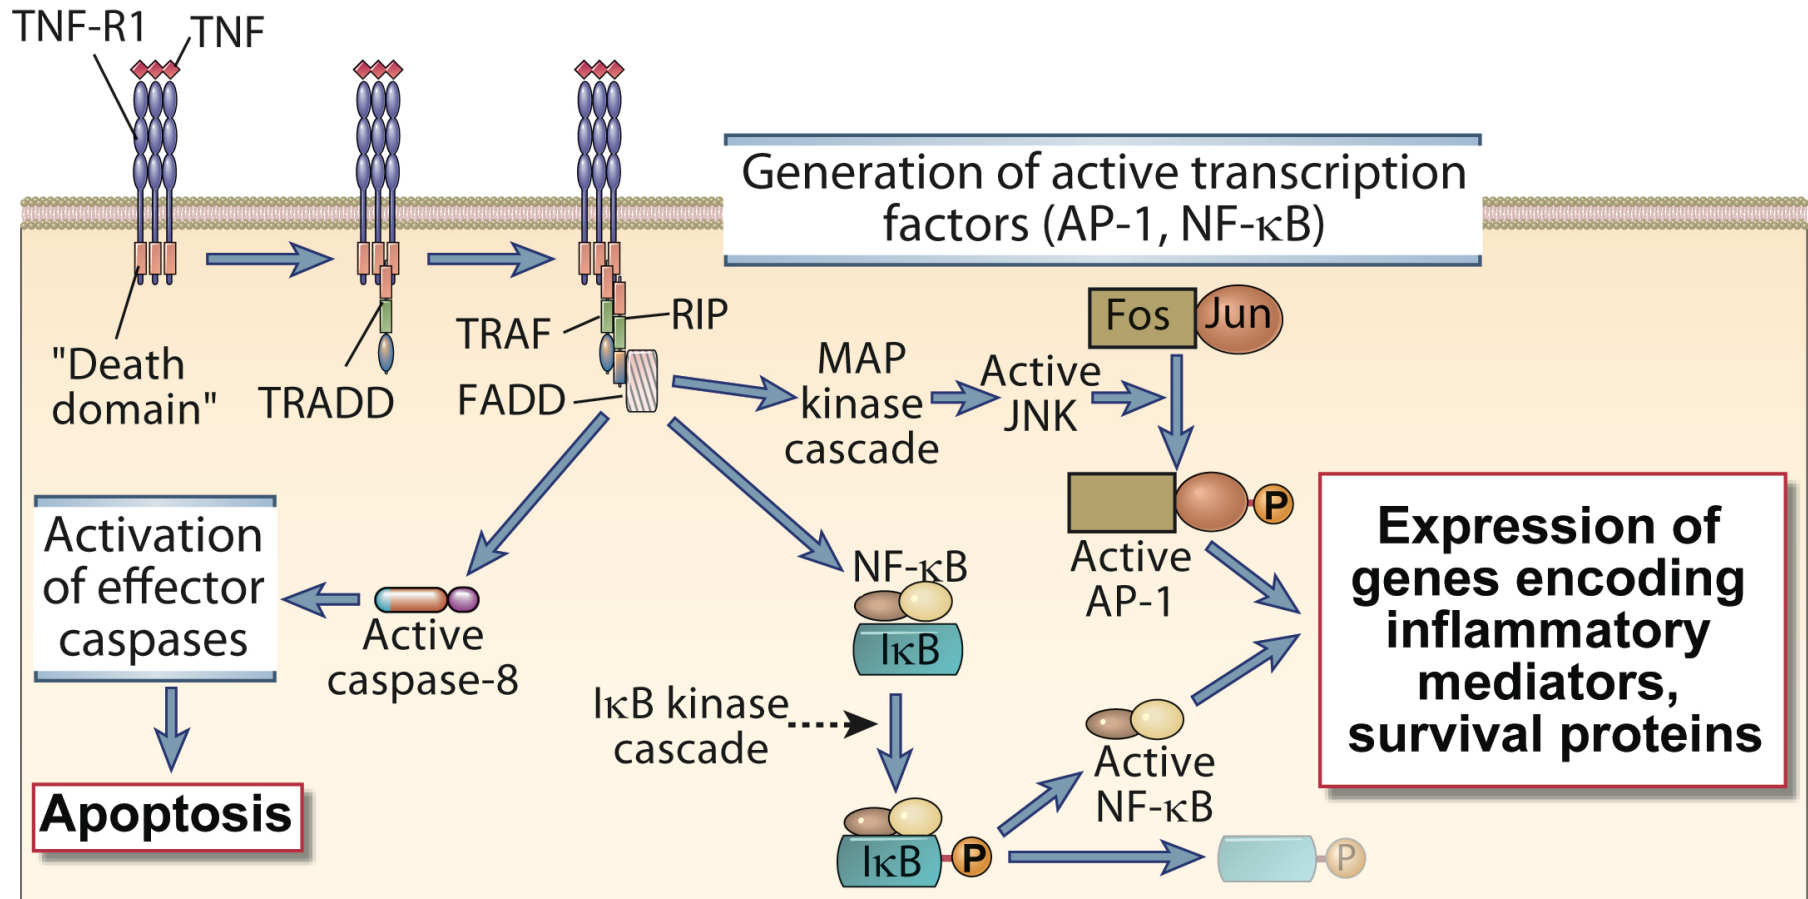 TNF-R1
TNF
Generation of active transcription
factors (AP-1, NF-κB)
"Death
domain"
TRADD
TRAF
RIP
FADD
MAP
kinase
cascade
Active
JNK
Fos
Jun
P
Active
AP-1
Expression of
genes encoding
inflammatory
mediators,
survival proteins
Activation
of effector
caspases
Active
caspase-8
Apoptosis
NF-κB
IκB
IκB kinase
cascade
IκB
P
Active
NF-κB
P